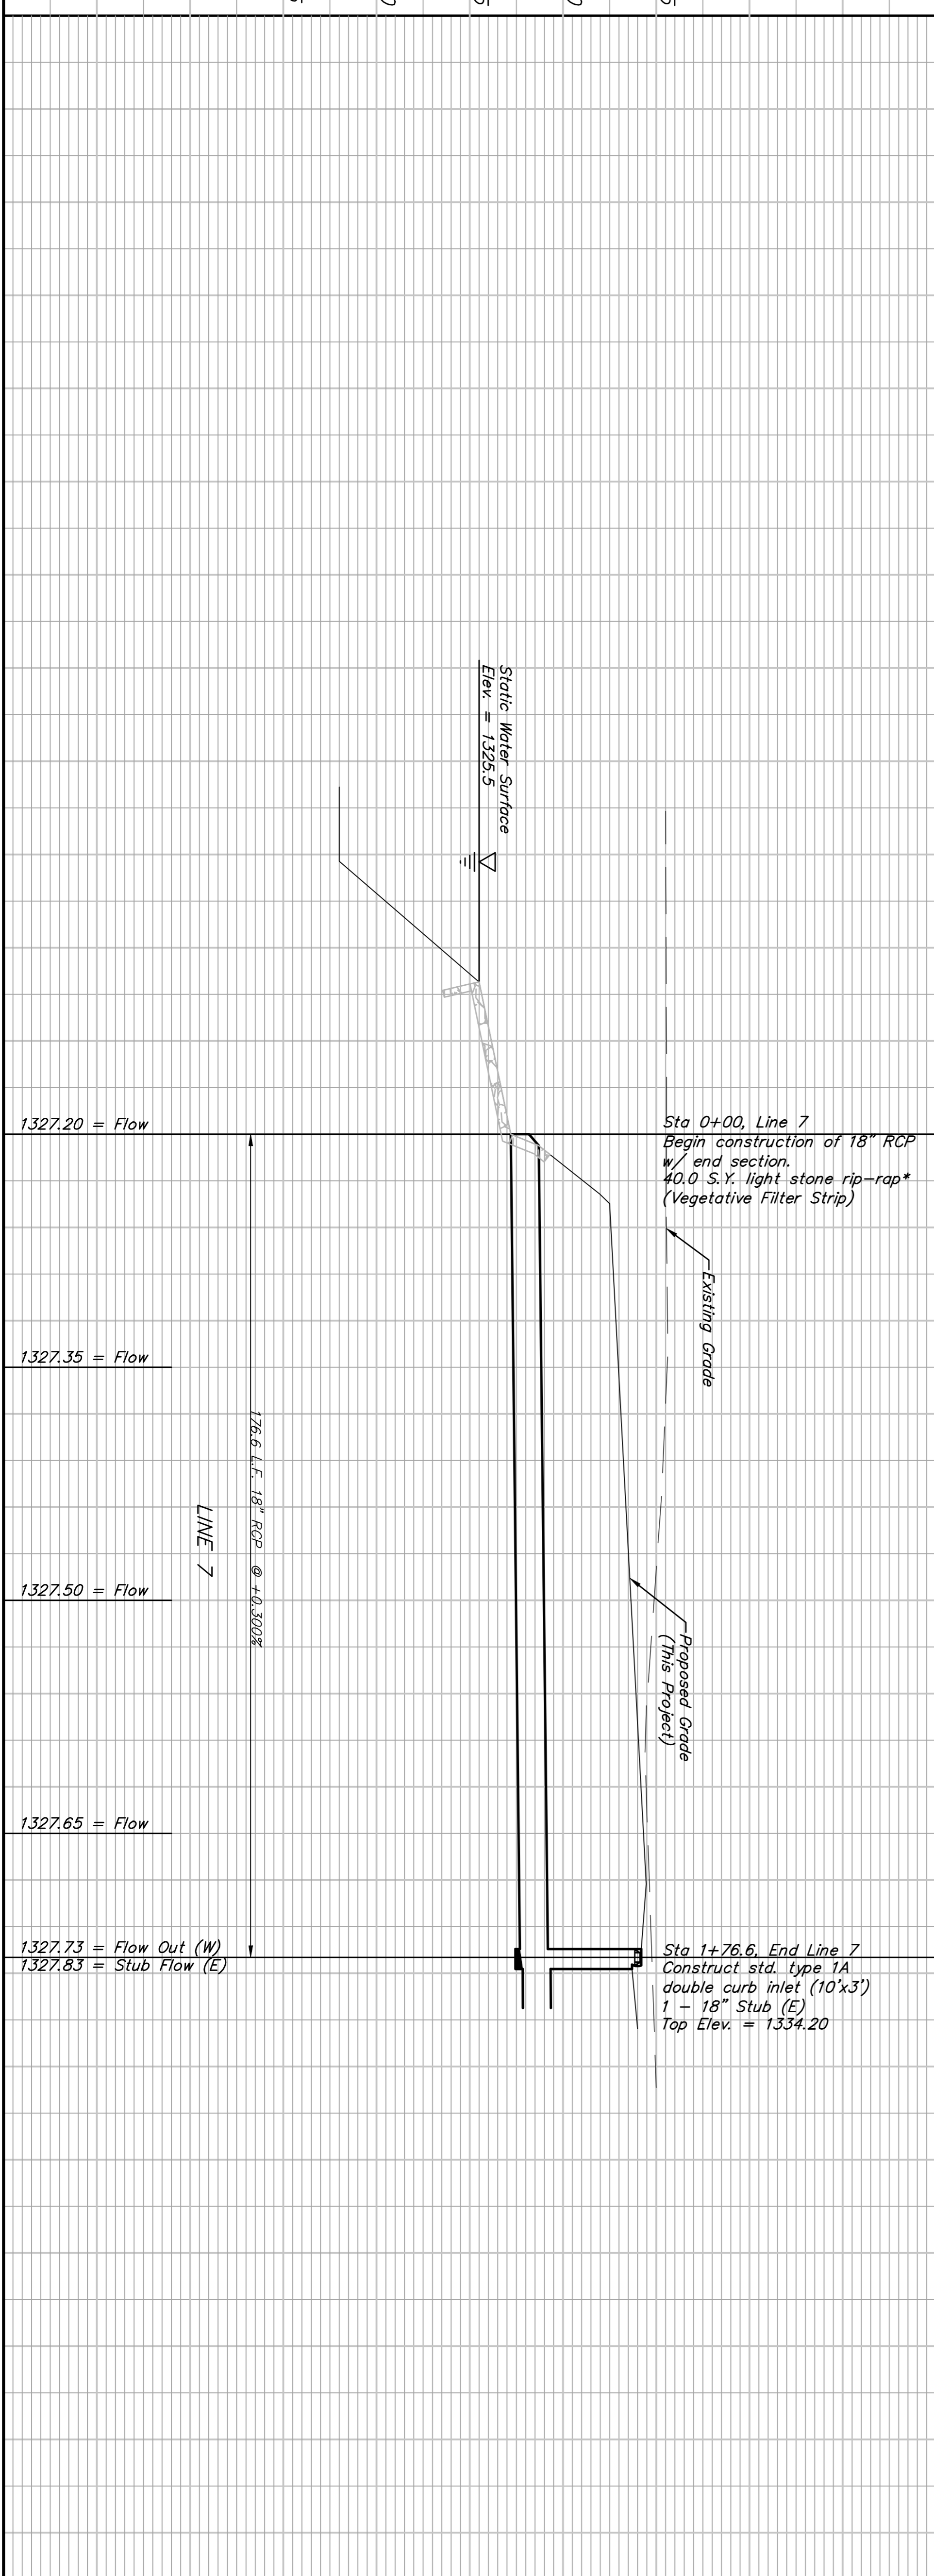 Static Water Surface
Elev. = 1325.5
1327.20 = Flow
Sta 0+00, Line 7
Begin construction of 18" RCP
w/ end section.
40.0 S.Y. light stone rip-rap*
(Vegetative Filter Strip)
Existing Grade
1327.35 = Flow
176.6 L.F. 18" RCP @ +0.300%
LINE 7
1327.50 = Flow
Proposed Grade
(This Project)
1327.65 = Flow
1327.73 = Flow Out (W)
1327.83 = Stub Flow (E)
Sta 1+76.6, End Line 7
Construct std. type 1A
double curb inlet (10'x3')
1 - 18" Stub (E)
Top Elev. = 1334.20